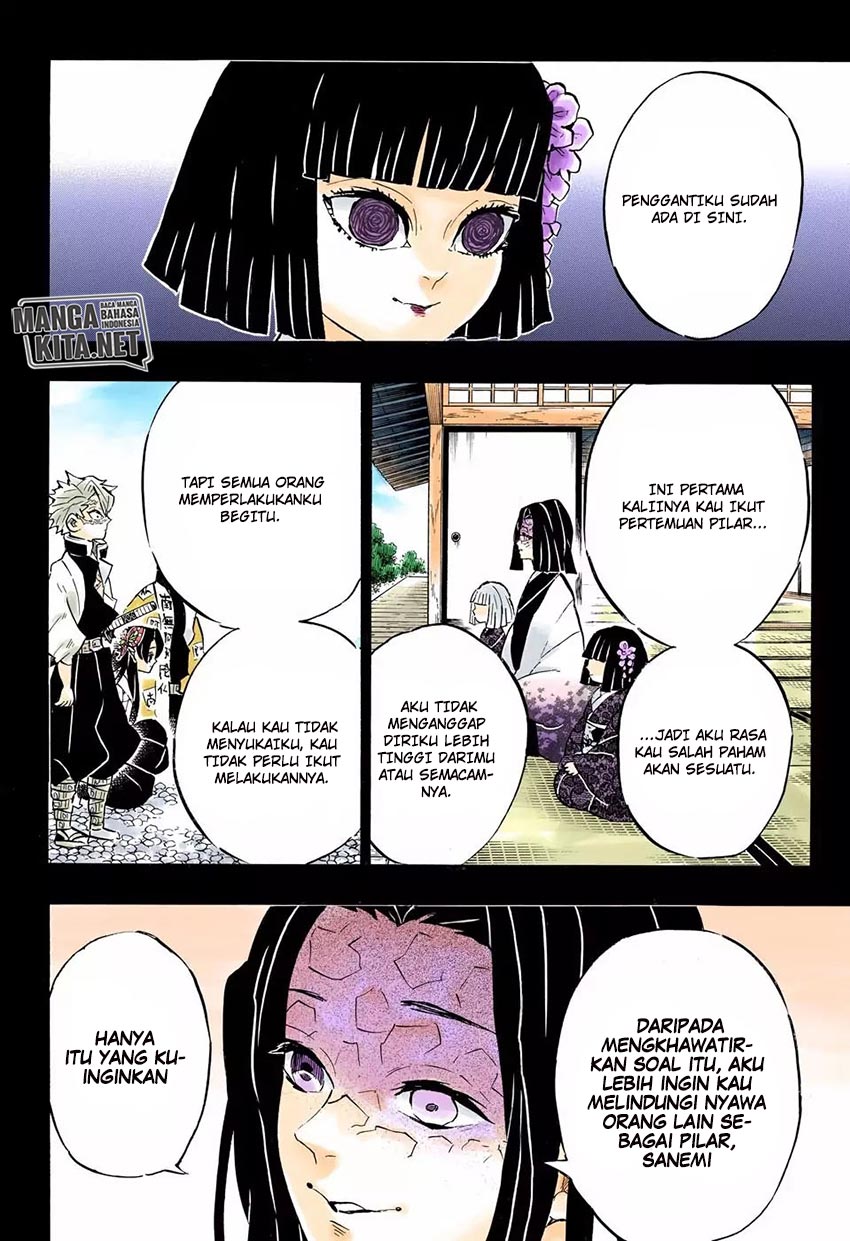 PENGGANTIKU SUDAH
ADA DI SINI.
MANGA
KITA.NET
BACA MANGA
BAHASA
INDONESIA
INI PERTAMA
KALIINYA KAU IKUT
PERTEMUAN PILAR...
...JADI AKU RASA
KAU SALAH PAHAM
AKAN SESUATU.
AKU TIDAK
MENGANGGAP
DIRIKU LEBIH
TINGGI DARIMU
ATAU SEMACAM-
NYA.
TAPI SEMUA ORANG
MEMPERLAKUKANKU
BEGITU.
KALAU KAU TIDAK
MENYUKAIKU, KAU
TIDAK PERLU IKUT
MELAKUKANNYA.
DARIPADA
MENGKHAWATIR-
KAN SOAL ITU, AKU
LEBIH INGIN KAU
MELINDUNGI NYAWA
ORANG LAIN SE-
BAGAI PILAR,
SANEMI
HANYA
ITU YANG KU-
INGINKAN